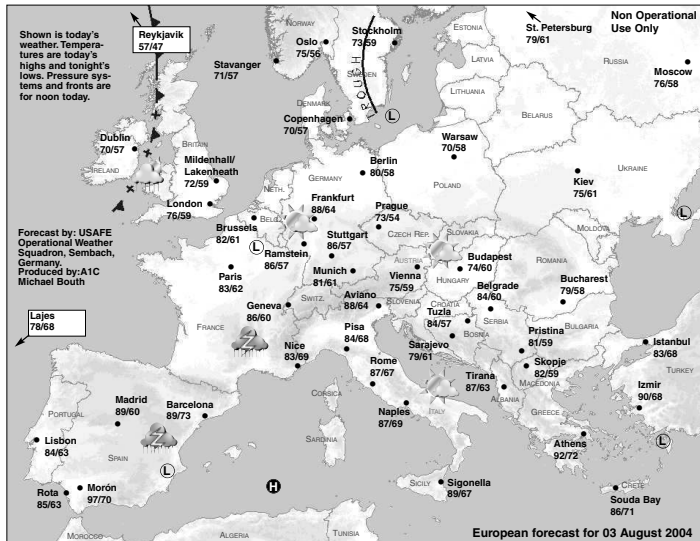 Shown is today's
weather. Tempera-
tures are today's
highs and tonight's
lows. Pressure sys-
tems and fronts are
for noon today.
Reykjavik
57/47
NORWAY
Oslo
75/56
Stockholm
73/59
Stavanger
71/57
SWEDEN
TROUGH
ESTONIA
St. Petersburg
79/61
Non Operational
Use Only
LATVIA
RUSSIA
Moscow
76/58
LITHUANIA
DENMARK
Copenhagen
70/57
L
BELARUS
Dublin
70/57
IRELAND
BRITAIN
Mildenhall/
Lakenheath
72/59
London
76/59
NETH.
GERMANY
Berlin
80/58
Warsaw
70/58
POLAND
UKRAINE
Kiev
75/61
L
Forecast by: USAFE
Operational Weather
Squadron, Sembach,
Germany.
Produced by:A1C
Michael Bouth
BELG.
Brussels
82/61
L
Frankfurt
88/64
Ramstein
86/57
Stuttgart
86/57
Prague
73/54
CZECH REP.
SLOVAKIA
MOLDOVA
Paris
83/62
Munich
81/61
AUSTRIA
Vienna
75/59
Budapest
74/60
HUNGARY
ROMANIA
Lajes
78/68
Geneva
86/60
SWITZ.
Aviano
88/64
SLOVENIA
CROATIA
Belgrade
84/60
Bucharest
79/58
FRANCE
Tuzla
84/57
BOSNIA
SERBIA
Sarajevo
79/61
Pristina
81/59
BULGARIA
Nice
83/69
Pisa
84/68
Skopje
82/59
MACEDONIA
Istanbul
83/68
TURKEY
Rome
87/67
Tirana
87/63
ALBANIA
Izmir
90/68
Madrid
89/60
Barcelona
89/73
CORSICA
Naples
87/69
ITALY
GREECE
PORTUGAL
Lisbon
84/63
SPAIN
L
SARDINIA
Athens
92/72
L
Rota
85/63
Morón
97/70
H
SICILY
Sigonella
89/67
CRETE
Souda Bay
86/71
MOROCCO
ALGERIA
TUNISIA
European forecast for 03 August 2004